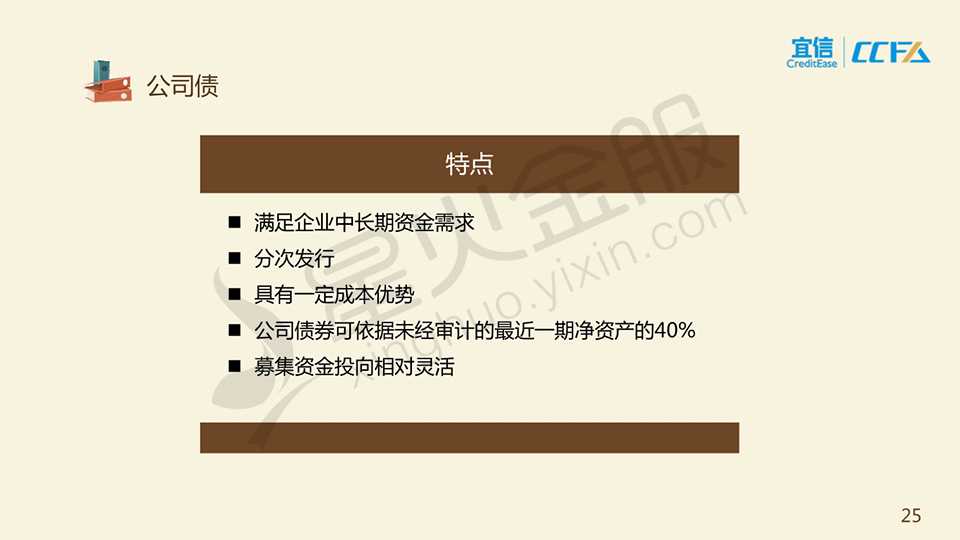 宜信
CreditEase
CCFA
公司债
特点
满足企业中长期资金需求
分次发行
具有一定成本优势
公司债券可依据未经审计的最近一期净资产的40%
募集资金投向相对灵活
星火金服
xinghuo.yixin.com
25